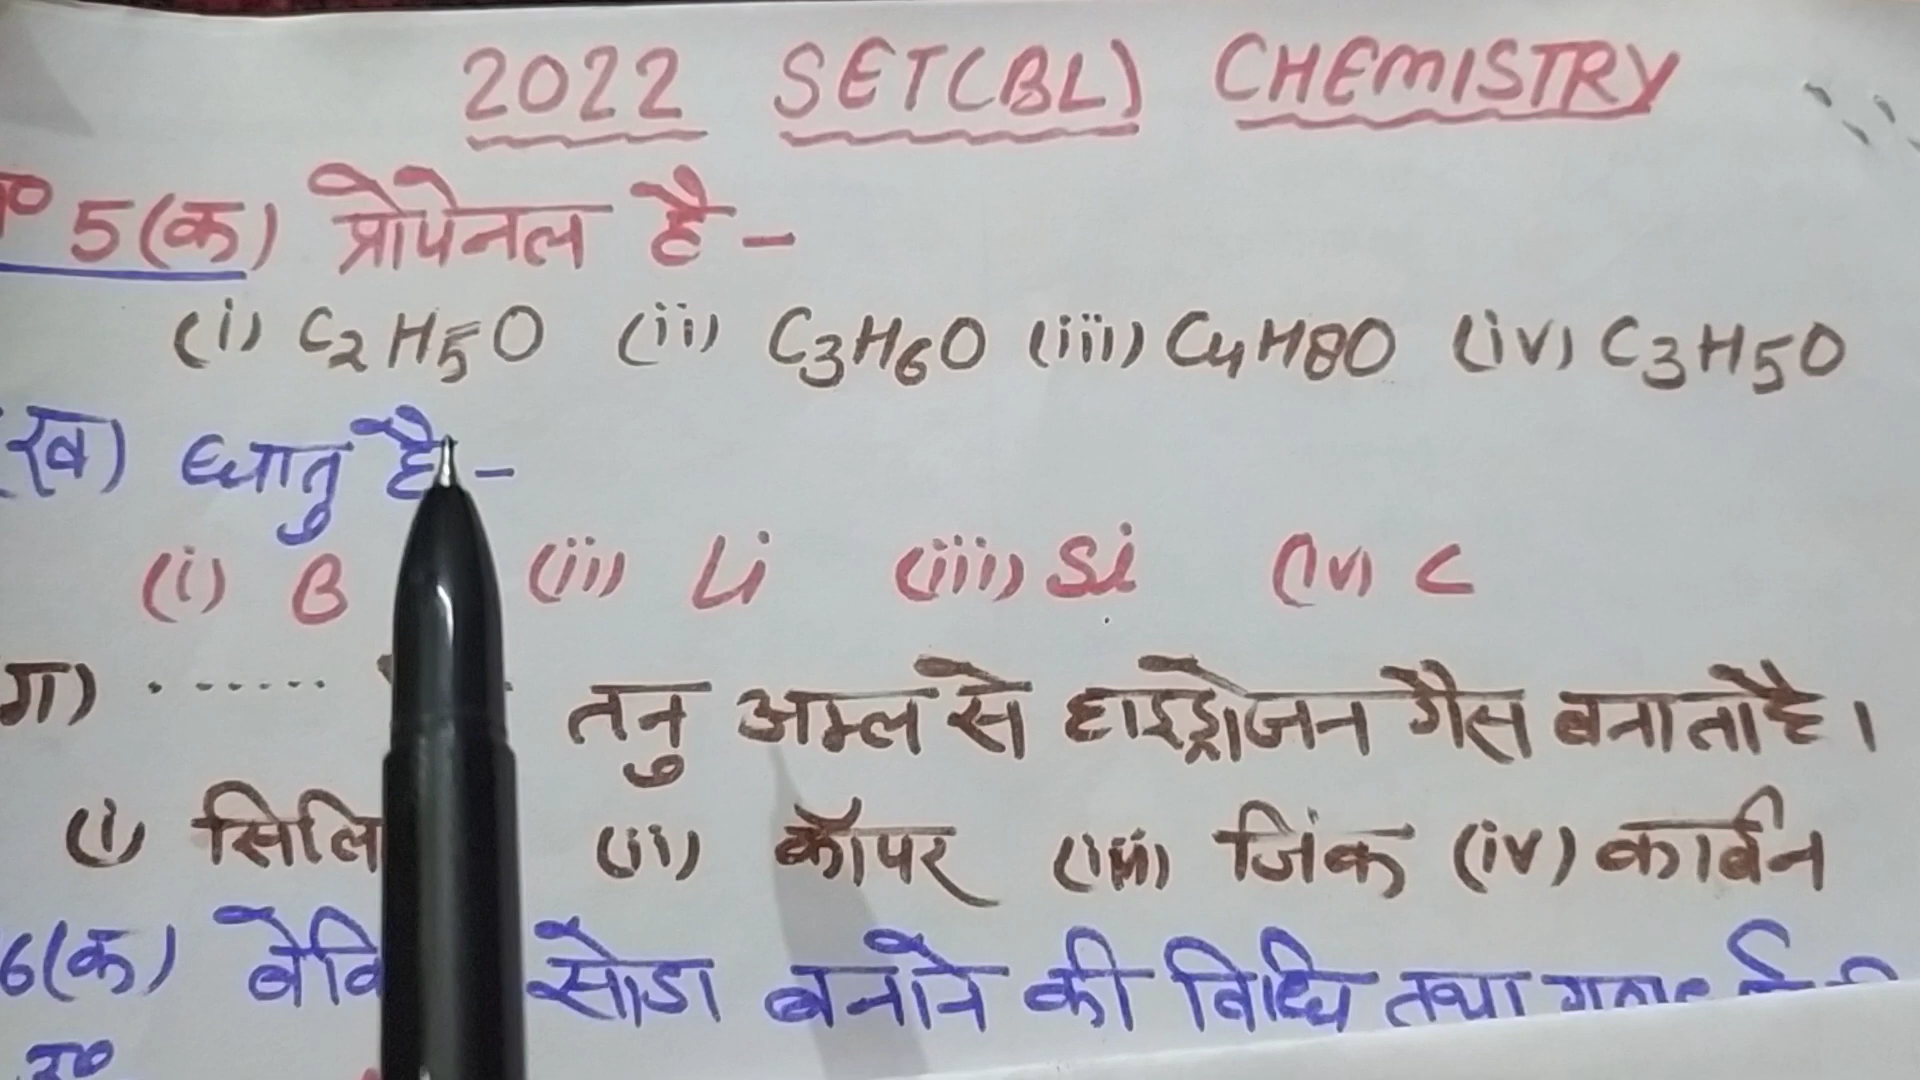 2022 SET(BL) CHEMISTRY
5(क) प्रोपेनल है -
(i) C2H5O (ii) C3H6O (iii) C4H8O (iv) C3H5O
(ख) धातु है -
(i) B (ii) Li (iii) Si (iv) C
ग) ....... तनु अम्ल से हाइड्रोजन गैस बनाता है।
(i) सिलि (ii) कॉपर (iii) जिंक (iv) कार्बन
6(क) बेकि सोडा बनाने की विधि तथा
उ०